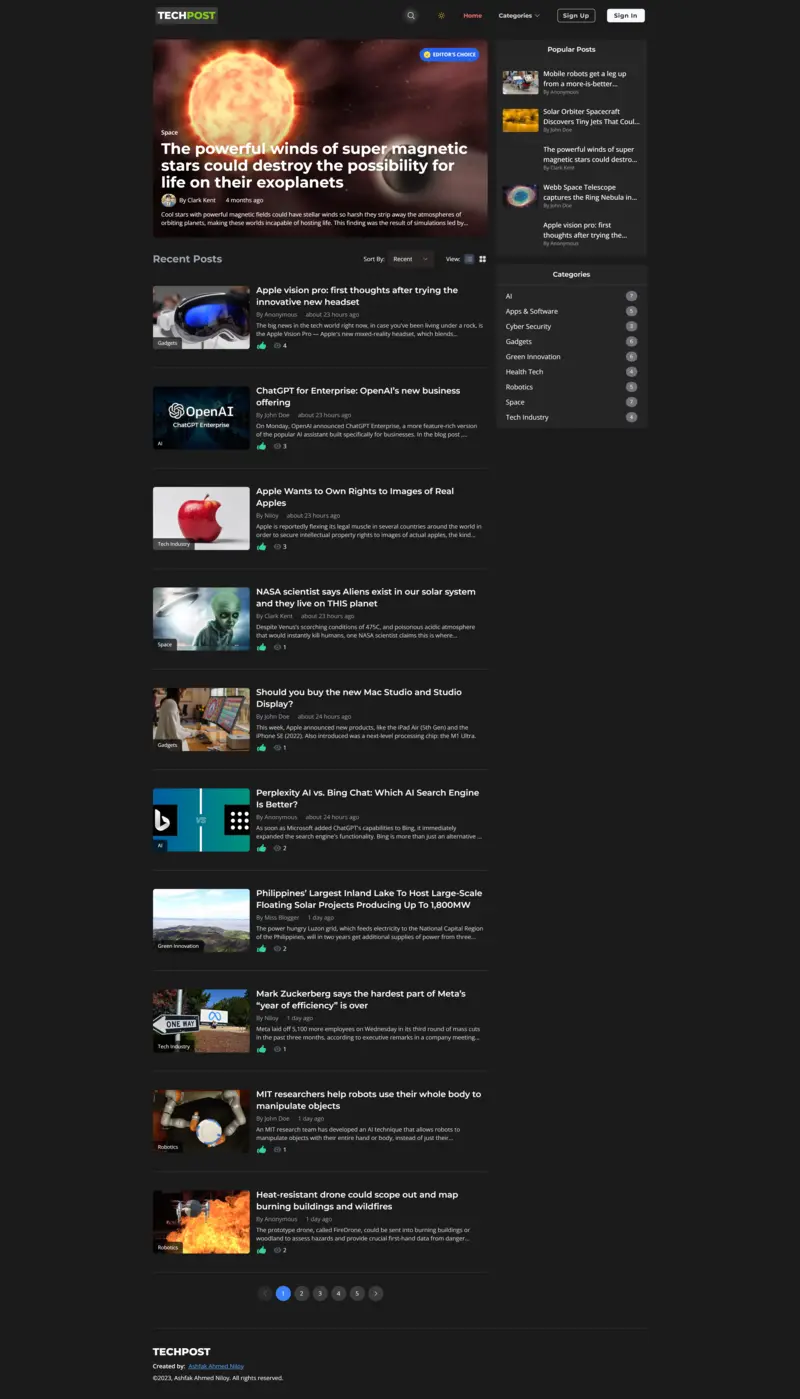 TECHPOST
Home
Categories
Sign Up
Sign In
EDITOR'S CHOICE
Space
The powerful winds of super magnetic
stars could destroy the possibility for
life on their exoplanets
By Clark Kent 4 months ago
Cool stars with powerful magnetic fields could have stellar winds so harsh they strip away the atmospheres of
orbiting planets, making these worlds incapable of hosting life. This finding was the result of simulations led by...
Popular Posts
Mobile robots get a leg up
from a more-is-better...
By Anonymous
Solar Orbiter Spacecraft
Discovers Tiny Jets That Coul...
By John Doe
The powerful winds of super
magnetic stars could destro...
By Clark Kent
Webb Space Telescope
captures the Ring Nebula in...
By John Doe
Apple vision pro: first
thoughts after trying the...
By Anonymous
Categories
AI 7
Apps & Software 5
Cyber Security 3
Gadgets 6
Green Innovation 6
Health Tech 4
Robotics 5
Space 7
Tech Industry 4
Recent Posts
Sort By: Recent
View:
Gadgets
Apple vision pro: first thoughts after trying the
innovative new headset
By Anonymous about 23 hours ago
The big news in the tech world right now, in case you've been living under a rock, is
the Apple Vision Pro — Apple's new mixed-reality headset, which blends...
4
OpenAI
ChatGPT Enterprise
AI
ChatGPT for Enterprise: OpenAI's new business
offering
By John Doe about 23 hours ago
On Monday, OpenAI announced ChatGPT Enterprise, a more feature-rich version
of the popular AI assistant built specifically for businesses. In the blog post ,...
3
Tech Industry
Apple Wants to Own Rights to Images of Real
Apples
By Niloy about 23 hours ago
Apple is reportedly flexing its legal muscle in several countries around the world in
order to secure intellectual property rights to images of actual apples, the kind...
3
Space
NASA scientist says Aliens exist in our solar system
and they live on THIS planet
By Clark Kent about 23 hours ago
Despite Venus's scorching conditions of 475C, and poisonous acidic atmosphere
that would instantly kill humans, one NASA scientist claims this is where...
1
Gadgets
Should you buy the new Mac Studio and Studio
Display?
By John Doe about 24 hours ago
This week, Apple announced new products, like the iPad Air (5th Gen) and the
iPhone SE (2022). Also introduced was a next-level processing chip: the M1 Ultra.
1
VS
AI
Perplexity AI vs. Bing Chat: Which AI Search Engine
Is Better?
By Anonymous about 24 hours ago
As soon as Microsoft added ChatGPT's capabilities to Bing, it immediately
expanded the search engine's functionality. Bing is more than just an alternative ...
2
Green Innovation
Philippines' Largest Inland Lake To Host Large-Scale
Floating Solar Projects Producing Up To 1,800MW
By Mos Blogger 1 day ago
The power hungry Luzon grid, which feeds electricity to the National Capital Region
of the Philippines, will in two years get additional supplies of power from three...
2
ONE WAY
Tech Industry
Mark Zuckerberg says the hardest part of Meta's
“year of efficiency” is over
By Niloy 1 day ago
Meta laid off 5,100 more employees on Wednesday in its third round of mass cuts
in the past three months, according to executive remarks in a company meeting...
1
Robotics
MIT researchers help robots use their whole body to
manipulate objects
By John Doe 1 day ago
An MIT research team has developed an AI technique that allows robots to
manipulate objects with their entire hand or body, instead of just their...
1
Robotics
Heat-resistant drone could scope out and map
burning buildings and wildfires
By Anonymous 1 day ago
The prototype drone, called FireDrone, could be sent into burning buildings or
woodland to assess hazards and provide crucial first-hand data from danger...
2
1 2 3 4 5
TECHPOST
Created by: Ashfak Ahmed Niloy
©2023, Ashfak Ahmed Niloy. All rights reserved.